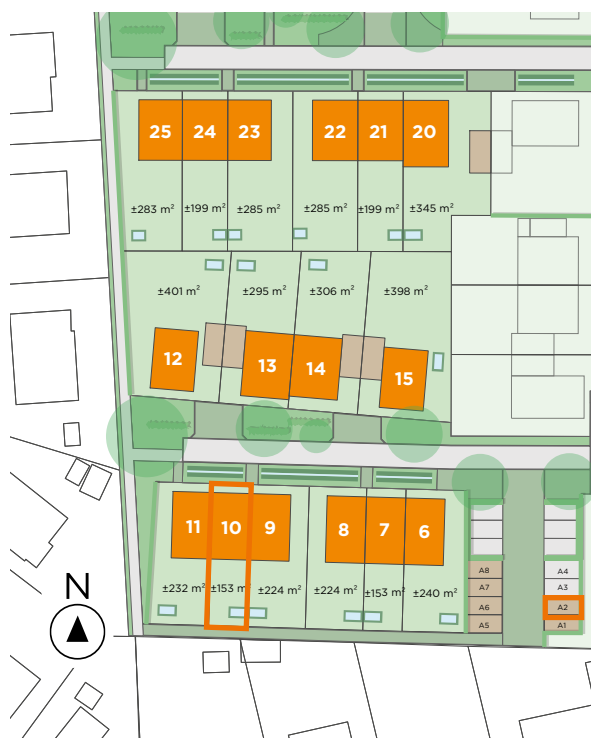 25 24 23 22 21 20
±283 m² ±199 m² ±285 m² ±285 m² ±199 m² ±345 m²
±401 m² ±295 m² ±306 m² ±398 m²
12 13 14 15
11 10 9 8 7 6
±232 m² ±153 m² ±224 m² ±224 m² ±153 m² ±240 m²
A8 A4
A7 A3
A6 A2
A5 A1
N